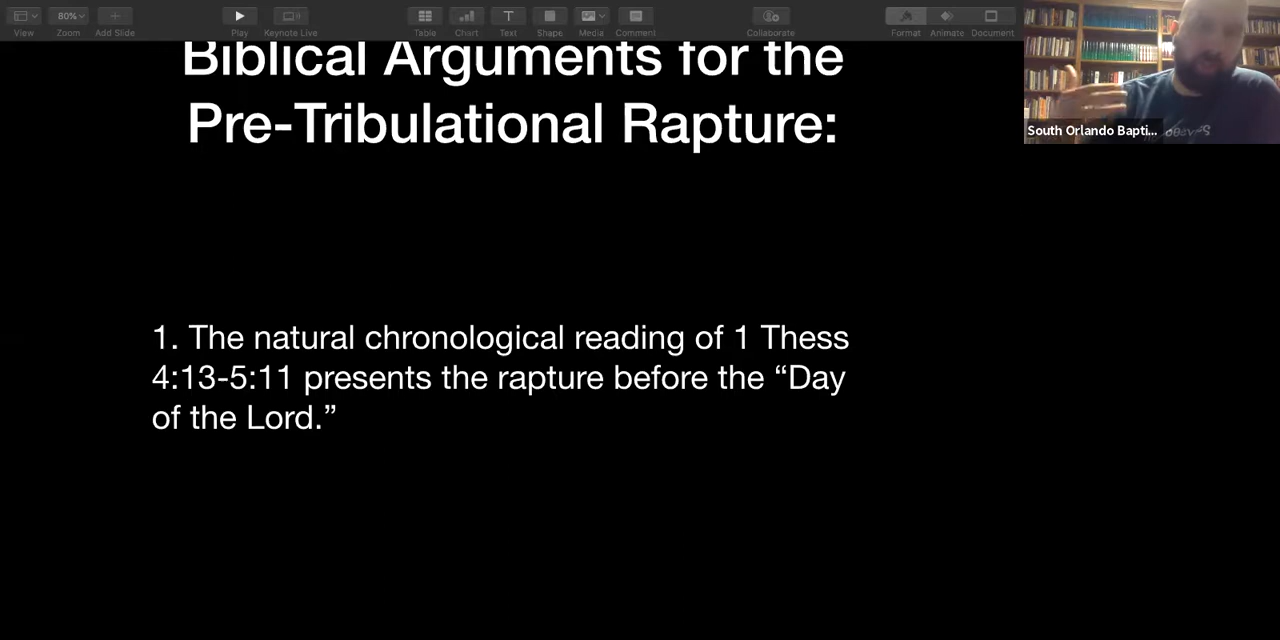 View
80%
Zoom
Add Slide
Play
Keynote Live
Table
Chart
Text
Shape
Media
Comment
Collaborate
Format
Animate
Document
Biblical Arguments for the
Pre-Tribulational Rapture:
1. The natural chronological reading of 1 Thess
4:13-5:11 presents the rapture before the “Day
of the Lord.”
South Orlando Bapti...